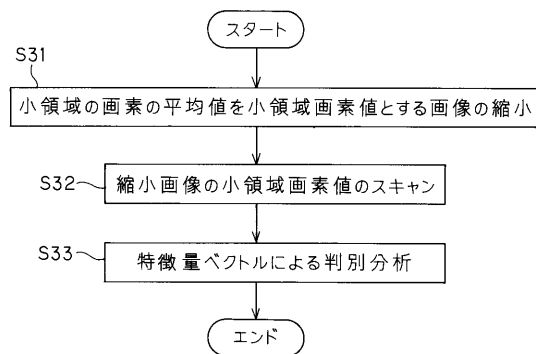 スタート
S31
小領域の画素の平均値を小領域画素値とする画像の縮小
S32
縮小画像の小領域画素値のスキャン
S33
特徴量ベクトルによる判別分析
エンド